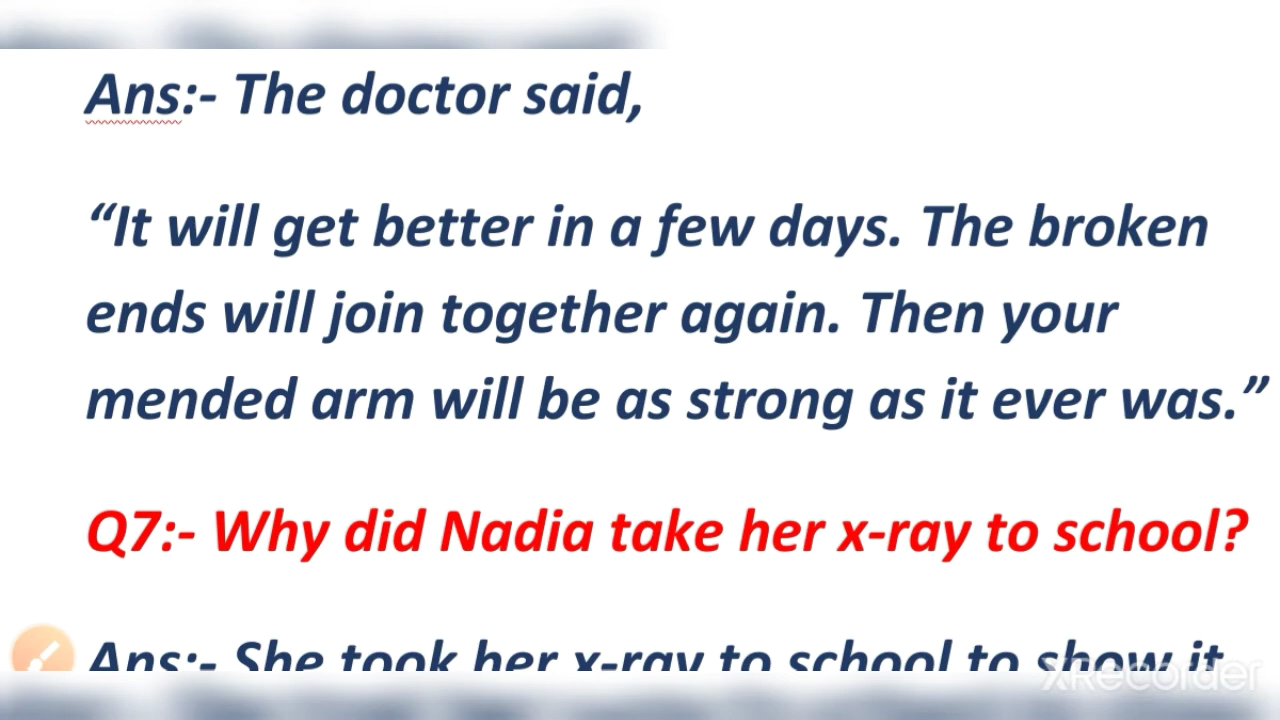 Ans:- The doctor said,
“It will get better in a few days. The broken
ends will join together again. Then your
mended arm will be as strong as it ever was.”
Q7:- Why did Nadia take her x-ray to school?
Ans:- She took her x-ray to school to show it
XRecorder